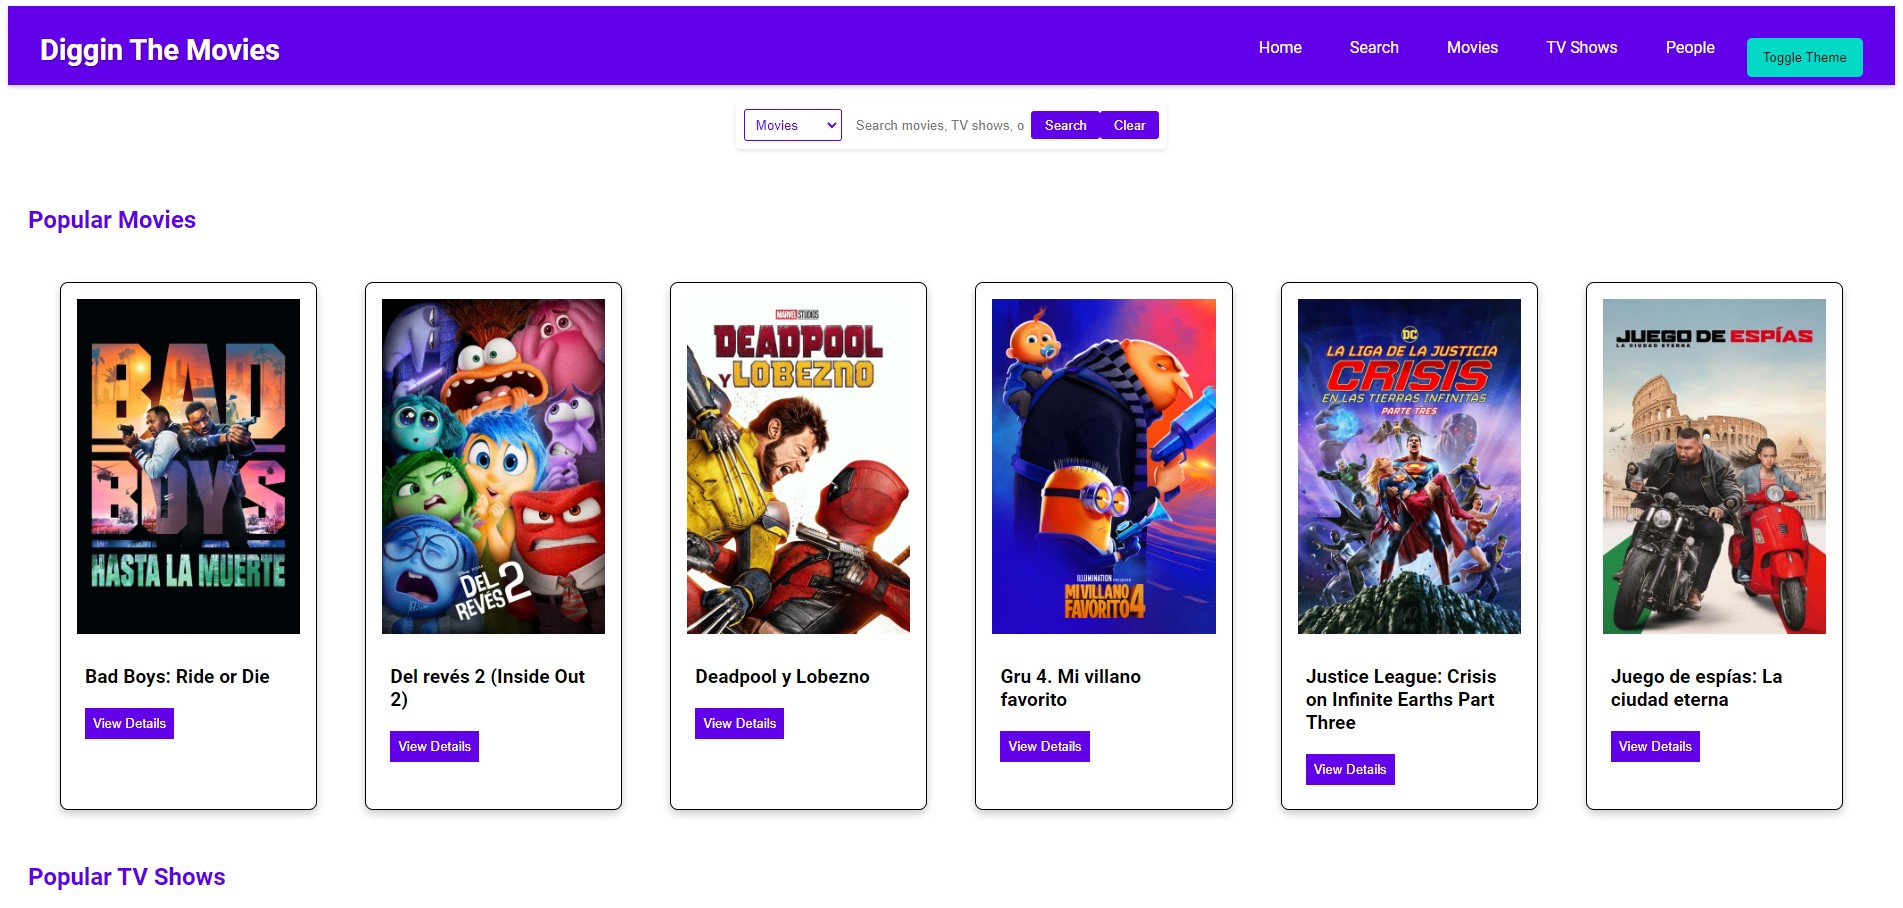 Diggin The Movies
Home Search Movies TV Shows People Toggle Theme
Movies Search movies, TV shows, o Search Clear
Popular Movies
BAD
BOYS
HASTA LA MUERTE
DEL
REVÉS 2
MARVEL STUDIOS
DEADPOOL
Y LOBEZNO
ILLUMINATION PRESENTA
MI VILLANO
FAVORITO 4
DC
LA LIGA DE LA JUSTICIA
CRISIS
EN LAS TIERRAS INFINITAS
PARTE TRES
JUEGO DE ESPÍAS
LA CIUDAD ETERNA
Bad Boys: Ride or Die
View Details
Del revés 2 (Inside Out
2)
View Details
Deadpool y Lobezno
View Details
Gru 4. Mi villano
favorito
View Details
Justice League: Crisis
on Infinite Earths Part
Three
View Details
Juego de espías: La
ciudad eterna
View Details
Popular TV Shows